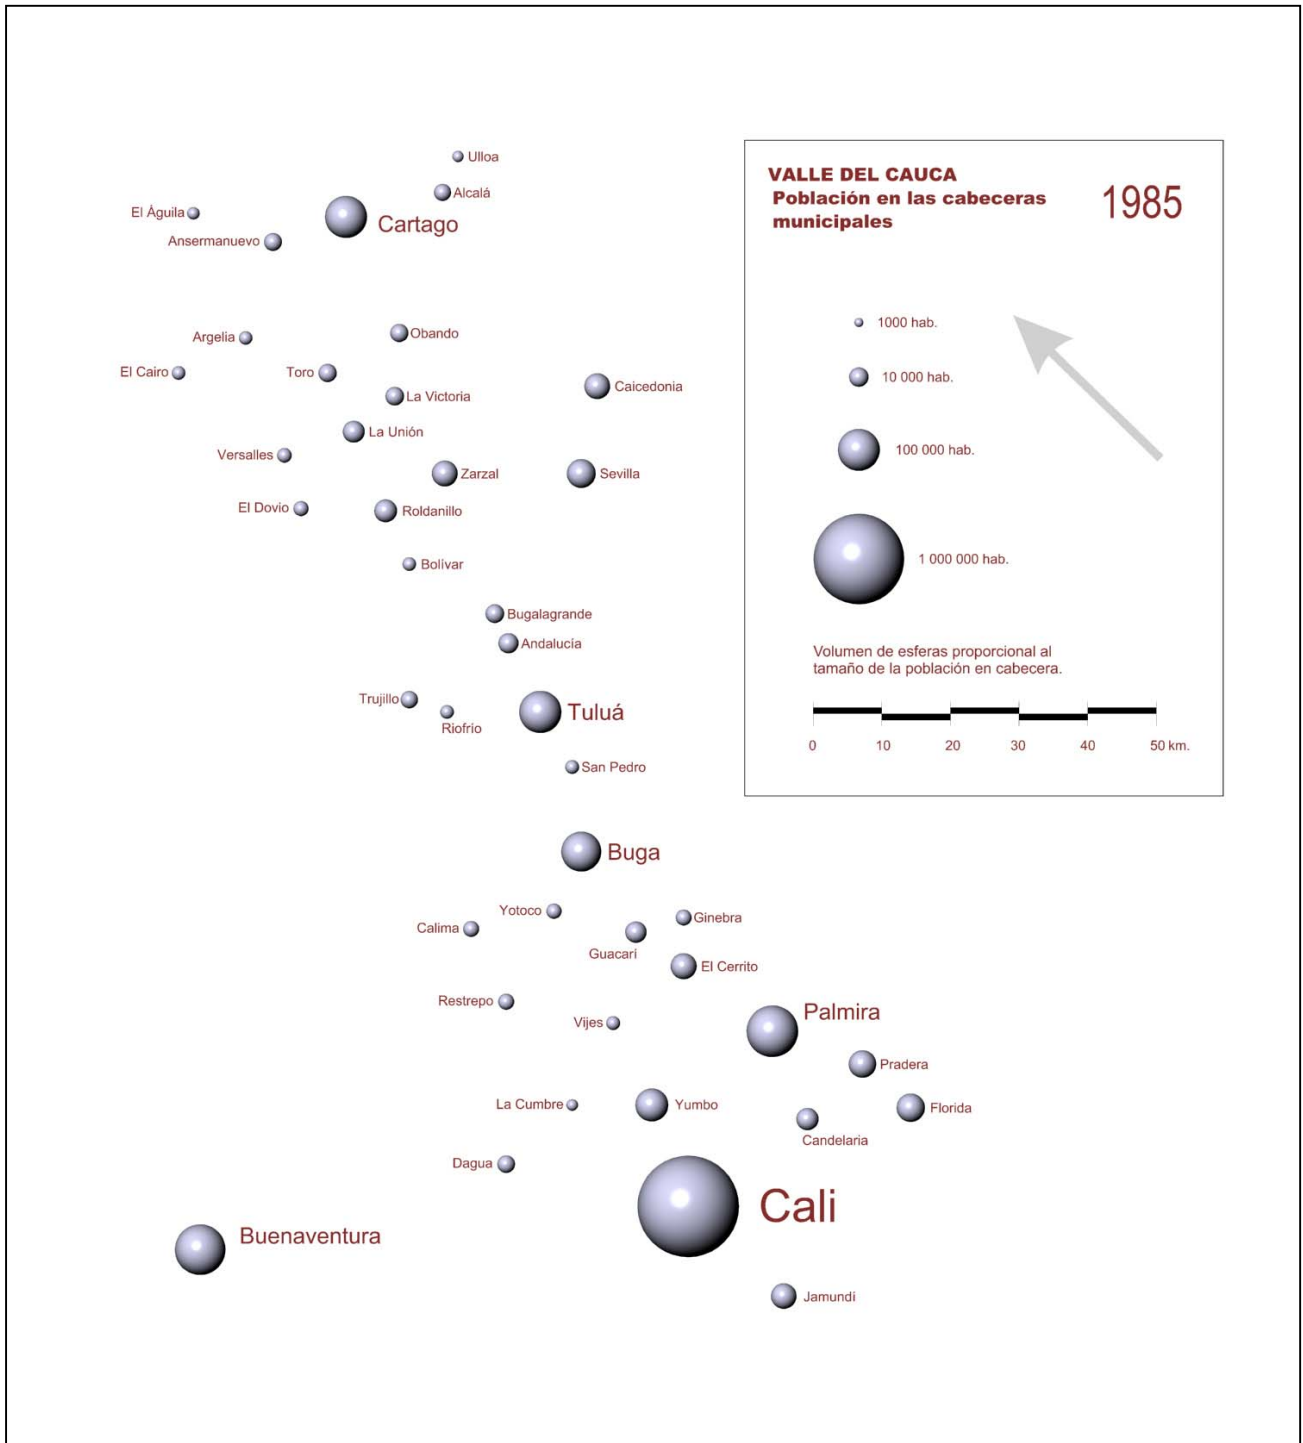 Ulloa
Alcalá
El Águila
Cartago
Ansermanuevo
Argelia
Obando
El Cairo
Toro
Caicedonia
La Victoria
La Unión
Versalles
Zarzal
Sevilla
El Dovio
Roldanillo
Bolívar
Bugalagrande
Andalucía
Trujillo
Riofrío
Tuluá
San Pedro
Buga
Yotoco
Ginebra
Calima
Guacarí
El Cerrito
Restrepo
Vijes
Palmira
Pradera
La Cumbre
Yumbo
Florida
Candelaria
Dagua
Cali
Buenaventura
Jamundí
VALLE DEL CAUCA
Población en las cabeceras
municipales
1985
1000 hab.
10 000 hab.
100 000 hab.
1 000 000 hab.
Volumen de esferas proporcional al
tamaño de la población en cabecera.
0 10 20 30 40 50 km.